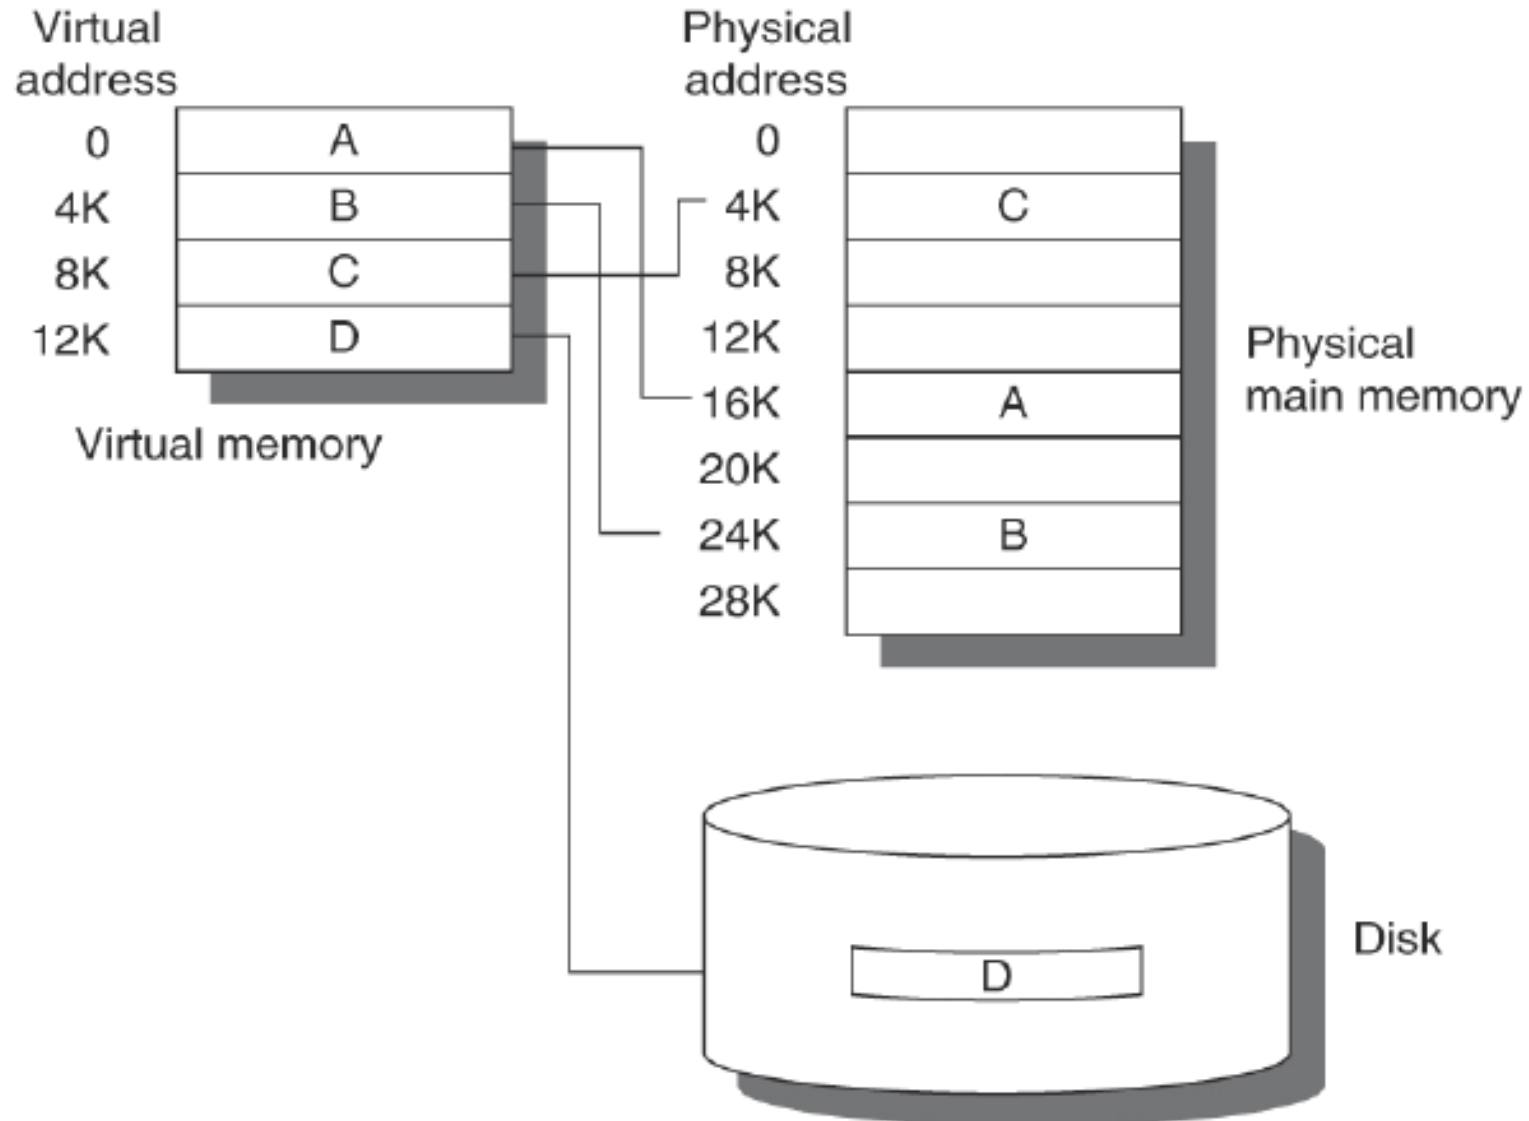 Virtual
address
0 A
4K B
8K C
12K D
Virtual memory
Physical
address
0
4K C
8K
12K
16K A
20K
24K B
28K
Physical
main memory
D
Disk